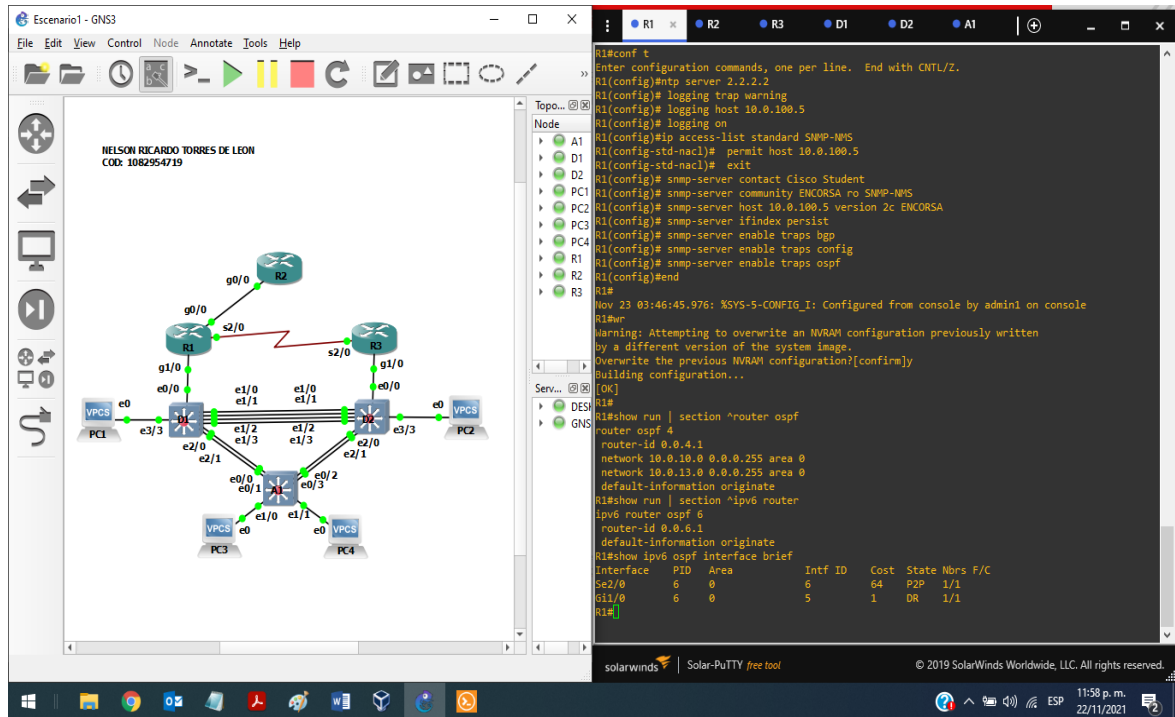 Escenario1 - GNS3
File Edit View Control Node Annotate Tools Help
NELSON RICARDO TORRES DE LEON
COD: 1082954719
R2
g0/0
g0/0
s2/0
R1
R3
s2/0
g1/0
g1/0
e0/0
e1/0
e1/0
e0/0
e1/1
e1/1
VPCS
e0
D1
D2
e0
VPCS
PC1
e3/3
e1/2
e1/2
e3/3
PC2
e1/3
e1/3
e2/0
e2/0
e2/1
e2/1
e0/0
e0/2
e0/1
A1
e0/3
e1/0
e1/1
VPCS
e0
e0
VPCS
PC3
PC4
Topo...
Node
A1
D1
D2
PC1
PC2
PC3
PC4
R1
R2
R3
Serv...
DESK
GNS
R1
R2
R3
D1
D2
A1
R1#conf t
Enter configuration commands, one per line.  End with CNTL/Z.
R1(config)#ntp server 2.2.2.2
R1(config)# logging trap warning
R1(config)# logging host 10.0.100.5
R1(config)# logging on
R1(config)#ip access-list standard SNMP-NMS
R1(config-std-nacl)#  permit host 10.0.100.5
R1(config-std-nacl)#  exit
R1(config)# snmp-server contact Cisco Student
R1(config)# snmp-server community ENCORSA ro SNMP-NMS
R1(config)# snmp-server host 10.0.100.5 version 2c ENCORSA
R1(config)# snmp-server ifindex persist
R1(config)# snmp-server enable traps bgp
R1(config)# snmp-server enable traps config
R1(config)# snmp-server enable traps ospf
R1(config)#end
R1#
Nov 23 03:46:45.976: %SYS-5-CONFIG_I: Configured from console by admin1 on console
R1#wr
Warning: Attempting to overwrite an NVRAM configuration previously written
by a different version of the system image.
Overwrite the previous NVRAM configuration?[confirm]y
Building configuration...
[OK]
R1#
R1#show run | section ^router ospf
router ospf 4
 router-id 0.0.4.1
 network 10.0.10.0 0.0.0.255 area 0
 network 10.0.13.0 0.0.0.255 area 0
 default-information originate
R1#show run | section ^ipv6 router
ipv6 router ospf 6
 router-id 0.0.6.1
 default-information originate
R1#show ipv6 ospf interface brief
Interface    PID   Area            Intf ID    Cost  State Nbrs F/C
Se2/0        6     0               6          64    P2P   1/1
Gi1/0        6     0               5          1     DR    1/1
R1#
solarwinds
Solar-PuTTY free tool
© 2019 SolarWinds Worldwide, LLC. All rights reserved.
ESP
11:58 p. m.
22/11/2021
2